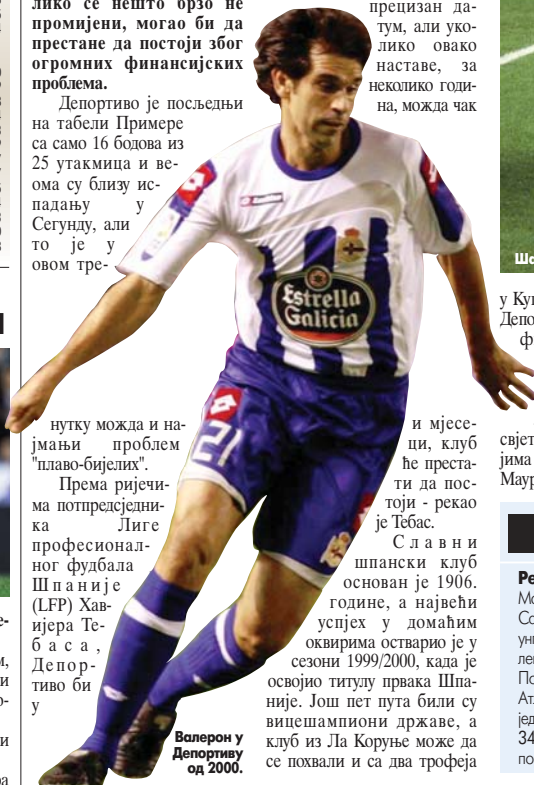 лико се нешто брзо не
промијени, могао би да
престане да постоји због
огромних финансијских
проблема.
Депортиво је посљедњи
на табели Примере
са само 16 бодова из
25 утакмица и ве-
ома су близу ис-
падању у
Сегунду, али
то је у
овом тре-
нутку можда и на-
јмањи проблем
"плаво-бијелих".
Према ријечи-
ма потпредсједни-
ка Лиге
професионал-
ног фудбала
Шпаније
(LFP) Хав-
ијера Те-
баса,
Депор-
тиво би
у
прецизан да-
тум, али уко-
лико овако
наставе, за
неколико годи-
на, можда чак
и мјесе-
ци, клуб
ће преста-
ти да пос-
тоји - рекао
је Тебас.
Славни
шпански клуб
основан је 1906.
године, а највећи
успјех у домаћим
оквирима остварио је у
сезони 1999/2000, када је
освојио титулу првака Шпа-
није. Још пет пута били су
вицешампиони државе, а
клуб из Ла Коруње може да
се похвали и са два трофеја
Estrella
Galicia
21
Валерон у
Депортиву
од 2000.
у
свјет
јима
Маур
34